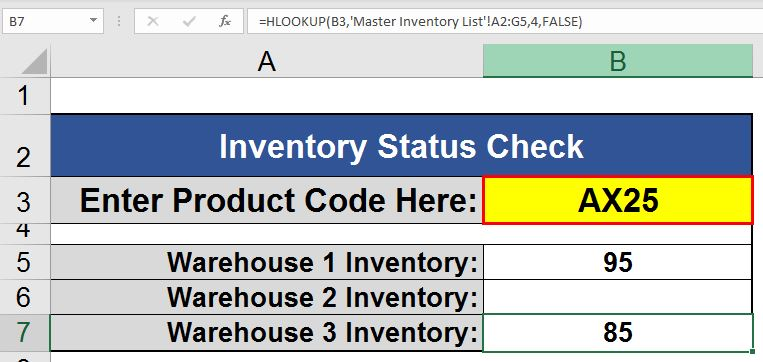 B7 fx =HLOOKUP(B3,'Master Inventory List'!A2:G5,4,FALSE)
A B
1
2 Inventory Status Check
3 Enter Product Code Here: AX25
4
5 Warehouse 1 Inventory: 95
6 Warehouse 2 Inventory:
7 Warehouse 3 Inventory: 85